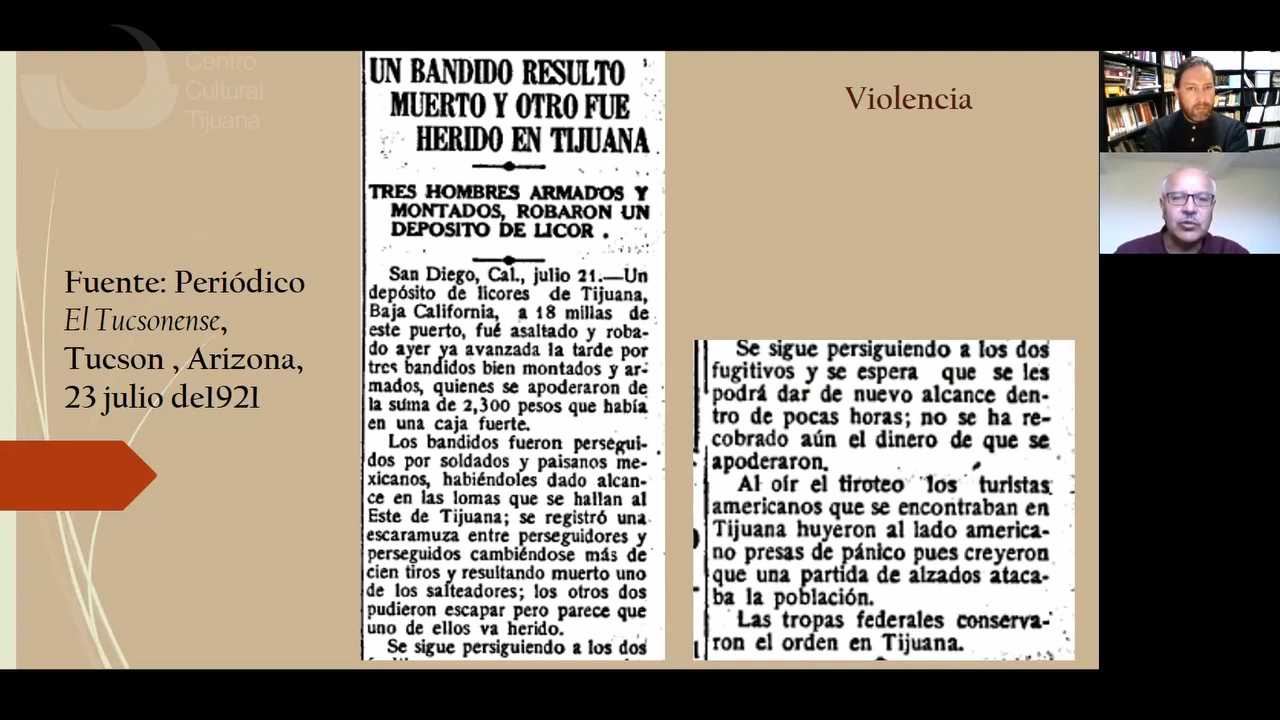 Centro
Cultural
Tijuana
Fuente: Periódico
El Tucsonense,
Tucson , Arizona,
23 julio de1921
UN BANDIDO RESULTO
MUERTO Y OTRO FUE
HERIDO EN TIJUANA
TRES HOMBRES ARMADOS Y
MONTADOS, ROBARON UN
DEPOSITO DE LICOR .
San Diego, Cal., julio 21.—Un
depósito de licores de Tijuana,
Baja California, a 18 millas de
este puerto, fué asaltado y roba-
do ayer ya avanzada la tarde por
tres bandidos bien montados y ar-
mados, quienes se apoderaron de
la suma de 2,300 pesos que había
en una caja fuerte.
Los bandidos fueron persegui-
dos por soldados y paisanos me-
xicanos, habiéndoles dado alcan-
ce en las lomas que se hallan al
Este de Tijuana; se registró una
escaramuza entre perseguidores y
perseguidos cambiéndose más de
cien tiros y resultando muerto uno
de los salteadores; los otros dos
pudieron escapar pero parece que
uno de ellos va herido.
Se sigue persiguiendo a los dos
Violencia
Se sigue persiguiendo a los dos
fugitivos y se espera que se les
podrá dar de nuevo alcance den-
tro de pocas horas; no se ha re-
cobrado aún el dinero de que se
apoderaron.
Al oír el tiroteo los turistas
americanos que se encontraban en
Tijuana huyeron al lado america-
no presas de pánico pues creyeron
que una partida de alzados ataca-
ba la población.
Las tropas federales conserva-
ron el orden en Tijuana.